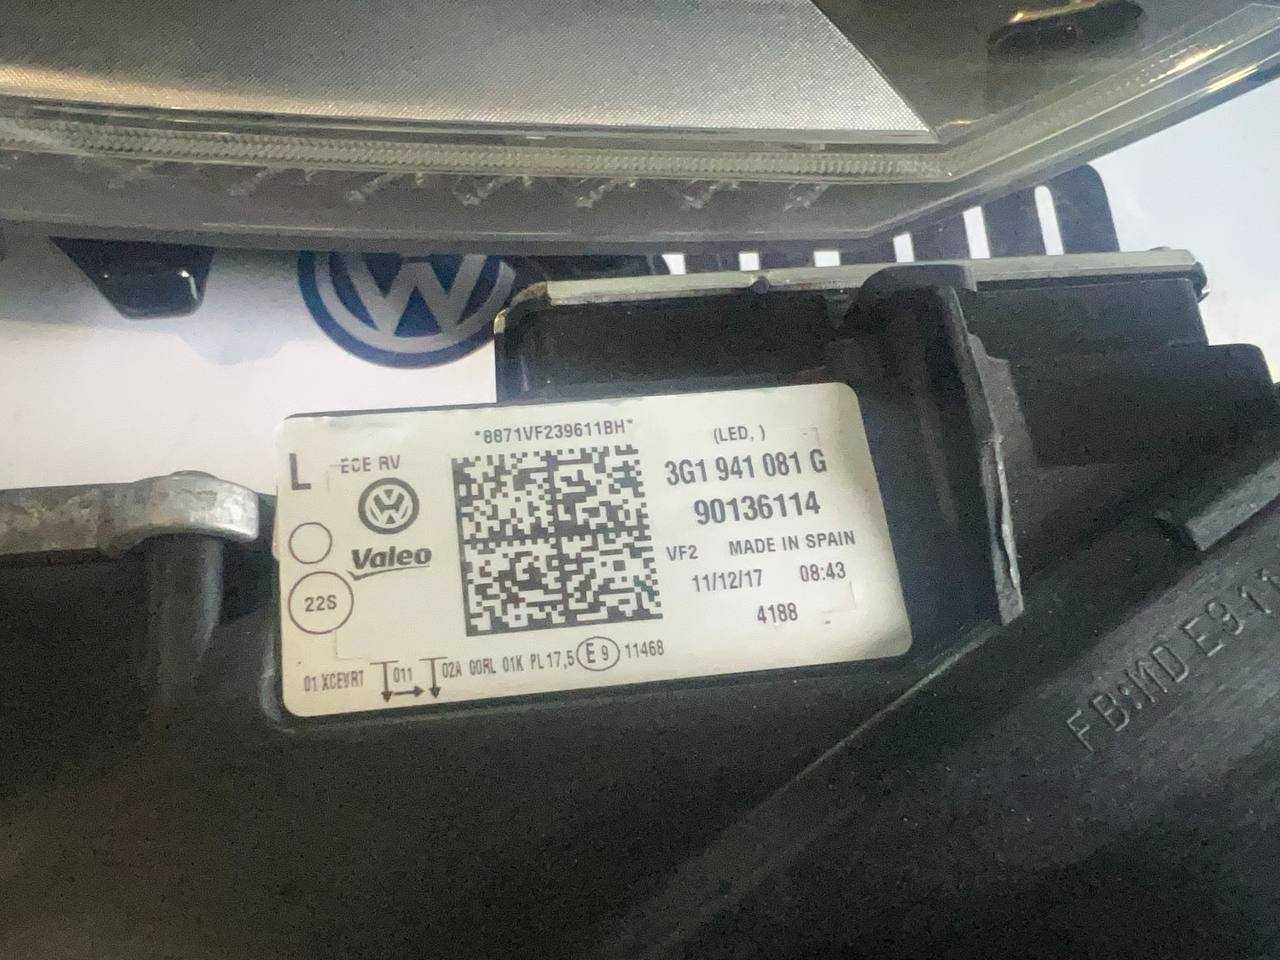 *8871VF239611BH*
(LED, )
L ECE RV
3G1 941 081 G
90136114
Valeo
VF2 MADE IN SPAIN
11/12/17 08:43
22S
4188
01 XCEVRT 011 02A 00RL 01K PL 17,5 E9 11468